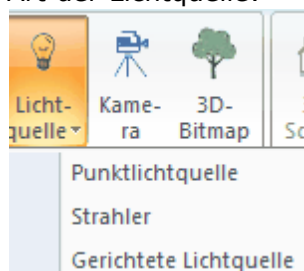 Art der Lichtquelle.
Licht-
quelle
Kame-
ra
3D-
Bitmap
Punktlichtquelle
Strahler
Gerichtete Lichtquelle